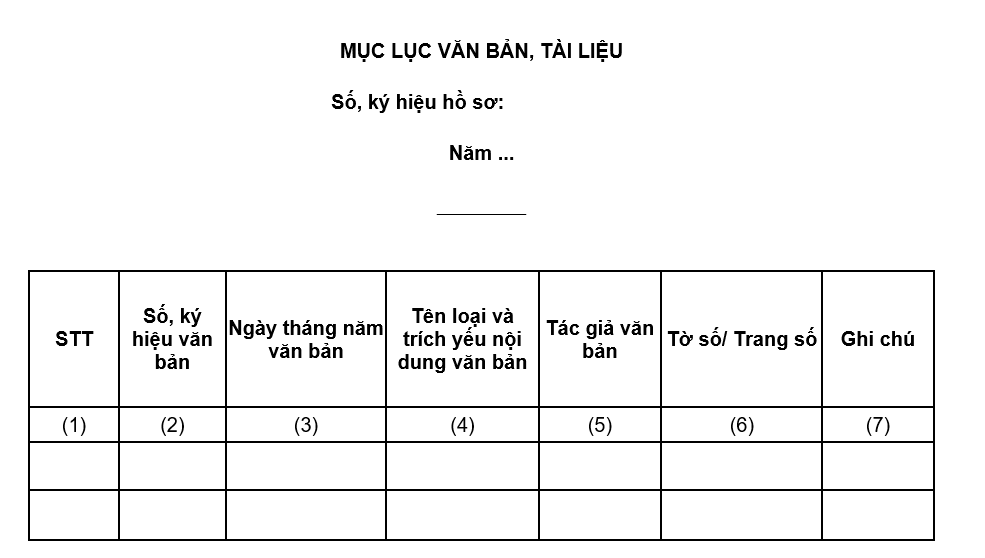 MỤC LỤC VĂN BẢN, TÀI LIỆU
Số, ký hiệu hồ sơ:
Năm ...
STT
Số, ký
hiệu văn
bản
Ngày tháng năm
văn bản
Tên loại và
trích yếu nội
dung văn bản
Tác giả văn
bản
Tờ số/ Trang số
Ghi chú
(1)
(2)
(3)
(4)
(5)
(6)
(7)